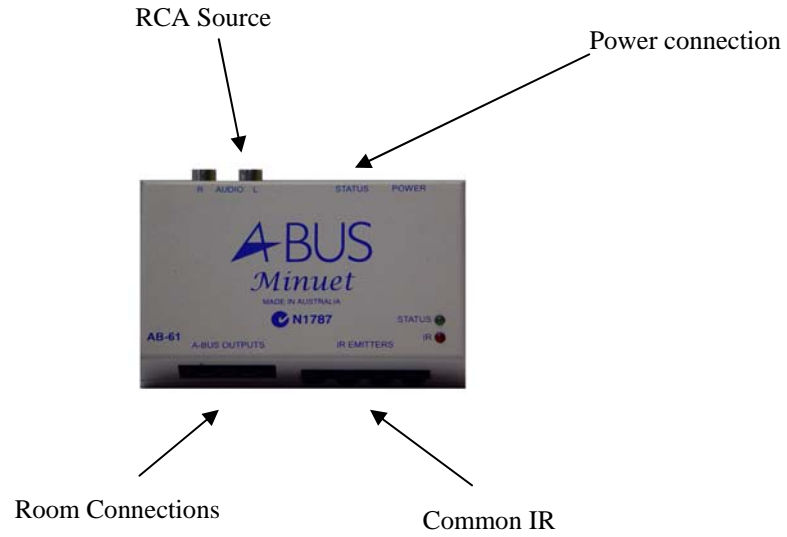 RCA Source
Power connection
R AUDIO L
STATUS POWER
A-BUS
Minuet
MADE IN AUSTRALIA
N1787
STATUS
IR
AB-61
A-BUS OUTPUTS
IR EMITTERS
Room Connections
Common IR